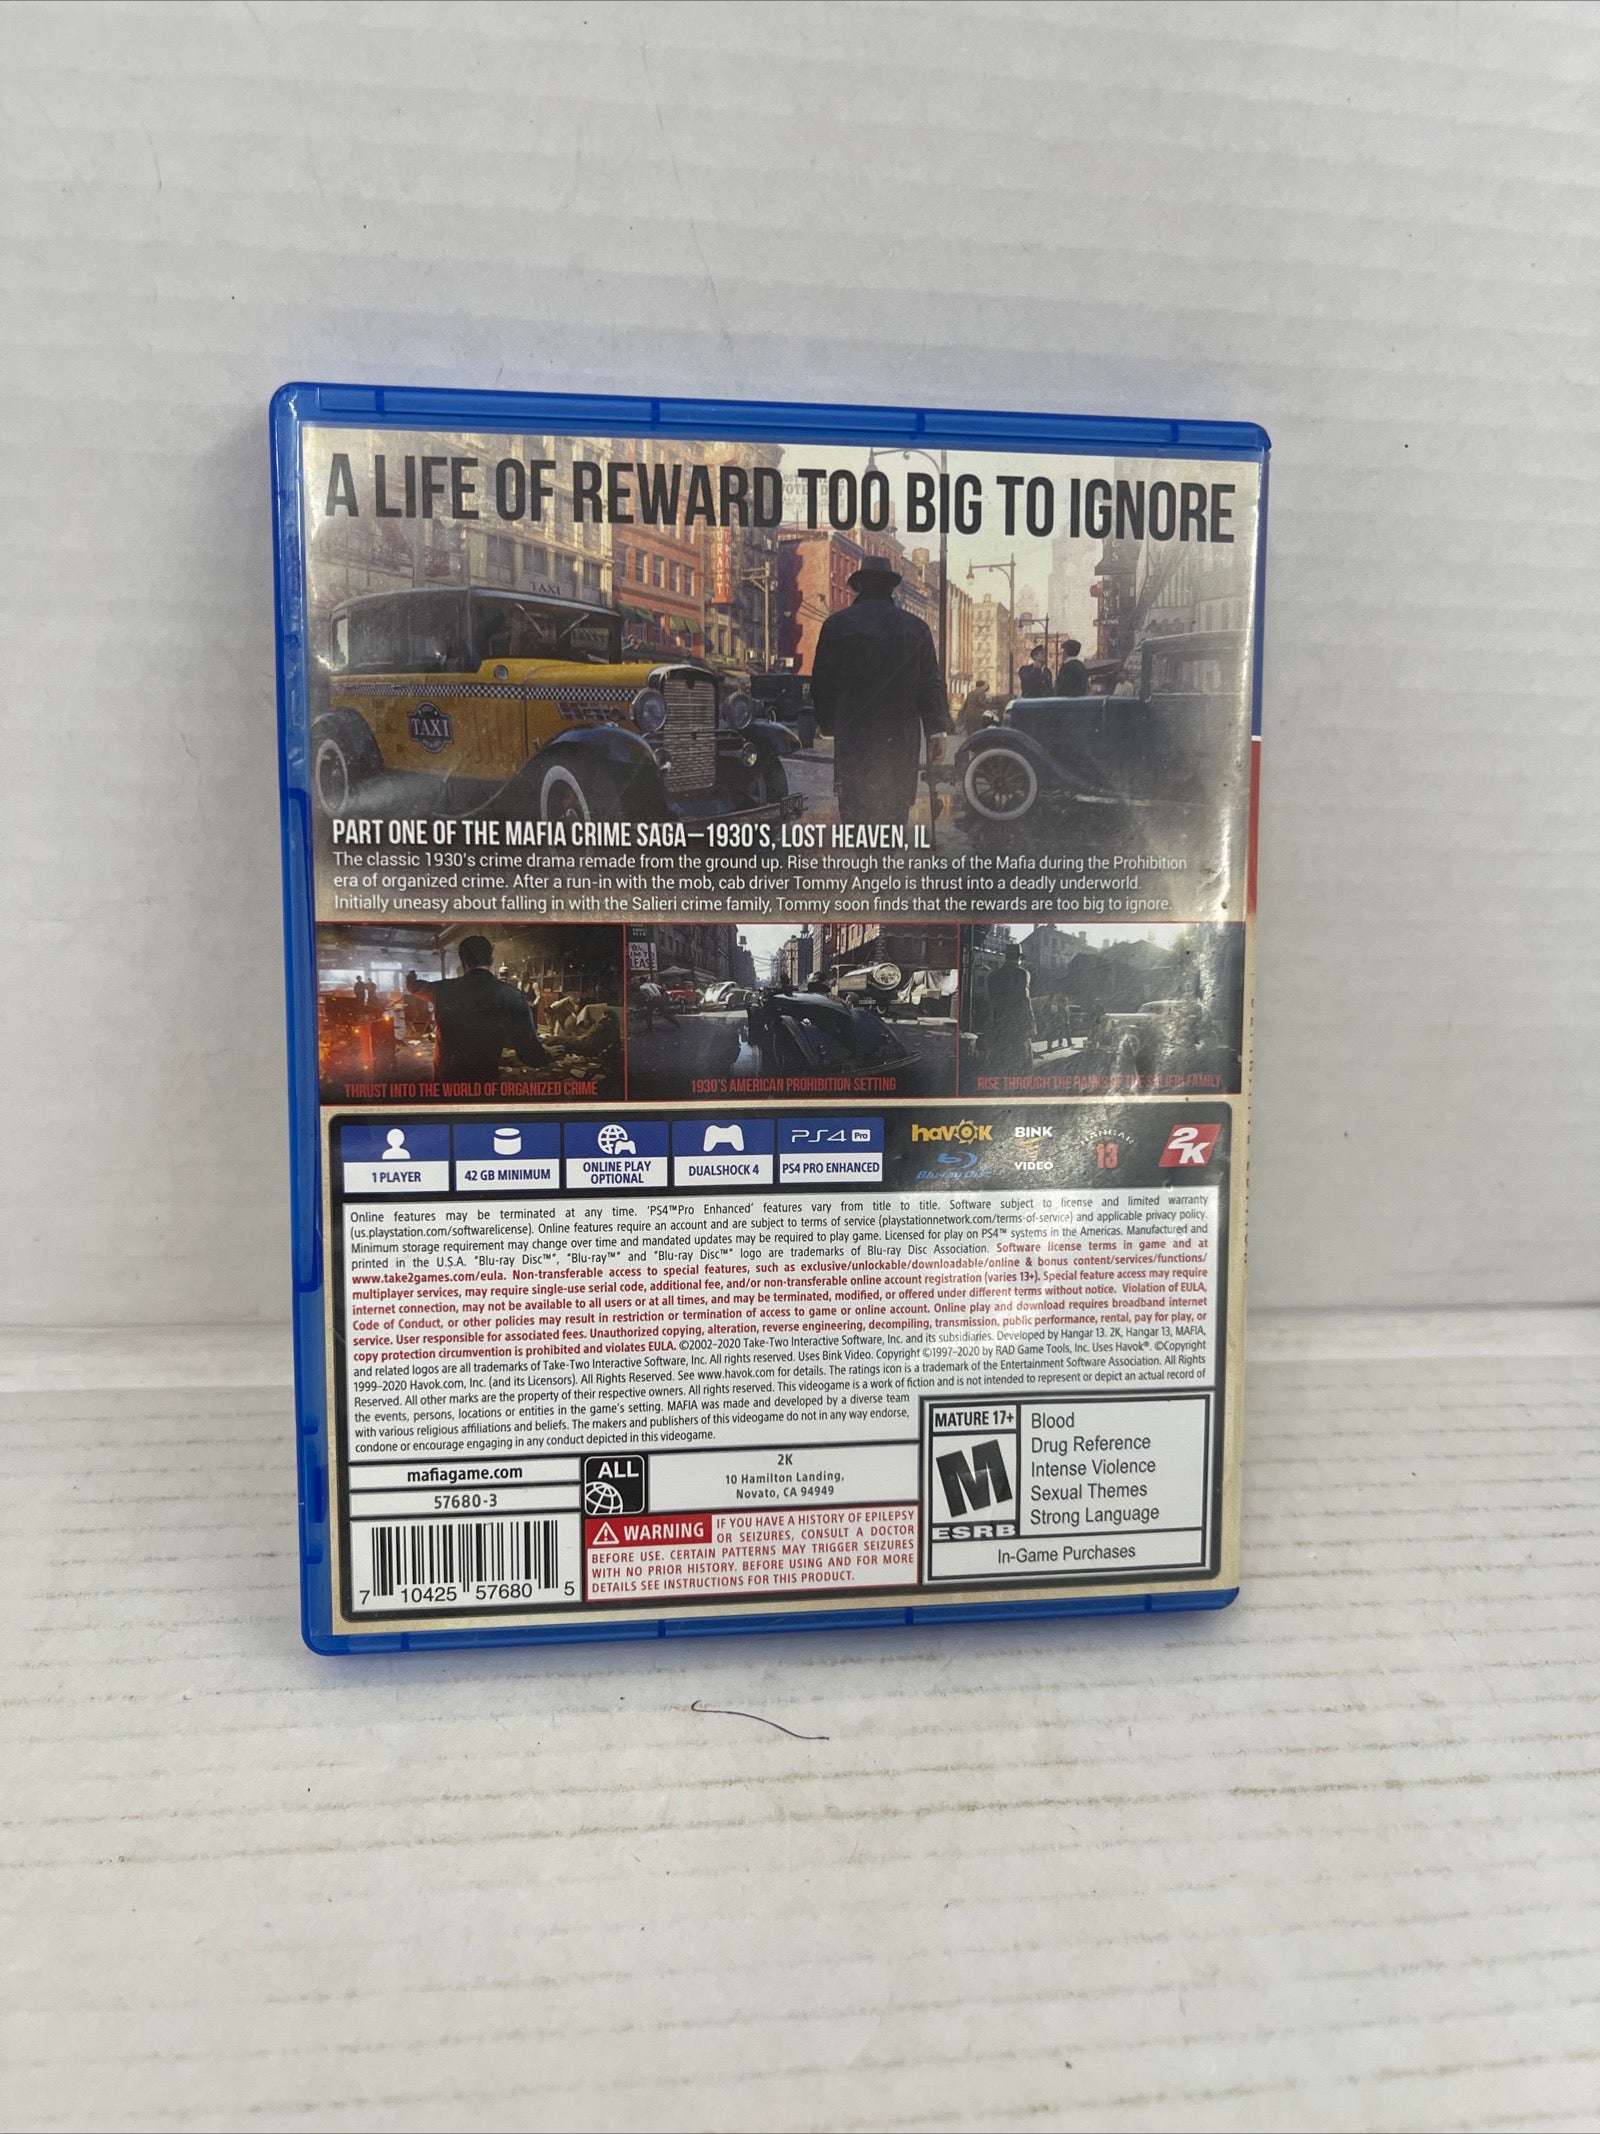 A LIFE OF REWARD TOO BIG TO IGNORE
TAXI
TAXI
PART ONE OF THE MAFIA CRIME SAGA—1930'S, LOST HEAVEN, IL
The classic 1930's crime drama remade from the ground up. Rise through the ranks of the Mafia during the Prohibition
era of organized crime. After a run-in with the mob, cab driver Tommy Angelo is thrust into a deadly underworld.
Initially uneasy about falling in with the Salieri crime family, Tommy soon finds that the rewards are too big to ignore.
THRUST INTO THE WORLD OF ORGANIZED CRIME
1930'S AMERICAN PROHIBITION SETTING
RISE THROUGH THE RANKS OF THE SALIERI FAMILY
1 PLAYER
42 GB MINIMUM
ONLINE PLAY
OPTIONAL
DUALSHOCK 4
PS4 Pro
PS4 PRO ENHANCED
havok
Blu-ray Disc
BINK
VIDEO
HANGAR
13
2K
Online features may be terminated at any time. 'PS4™Pro Enhanced' features vary from title to title. Software subject to license and limited warranty
(us.playstation.com/softwarelicense). Online features require an account and are subject to terms of service (playstationnetwork.com/terms-of-service) and applicable privacy policy.
Minimum storage requirement may change over time and mandated updates may be required to play game. Licensed for play on PS4™ systems in the Americas. Manufactured and
printed in the U.S.A. "Blu-ray Disc™", "Blu-ray™" and "Blu-ray Disc™" logo are trademarks of Blu-ray Disc Association. Software license terms in game and at
www.take2games.com/eula. Non-transferable access to special features, such as exclusive/unlockable/downloadable/online & bonus content/services/functions/
multiplayer services, may require single-use serial code, additional fee, and/or non-transferable online account registration (varies 13+). Special feature access may require
internet connection, may not be available to all users or at all times, and may be terminated, modified, or offered under different terms without notice. Violation of EULA,
Code of Conduct, or other policies may result in restriction or termination of access to game or online account. Online play and download requires broadband internet
service. User responsible for associated fees. Unauthorized copying, alteration, reverse engineering, decompiling, transmission, public performance, rental, pay for play, or
copy protection circumvention is prohibited and violates EULA. ©2002-2020 Take-Two Interactive Software, Inc. and its subsidiaries. Developed by Hangar 13. 2K, Hangar 13, MAFIA,
and related logos are all trademarks of Take-Two Interactive Software, Inc. All rights reserved. Uses Bink Video. Copyright ©1997-2020 by RAD Game Tools, Inc. Uses Havok®. ©Copyright
1999-2020 Havok.com, Inc. (and its Licensors). All Rights Reserved. See www.havok.com for details. The ratings icon is a trademark of the Entertainment Software Association. All Rights
Reserved. All other marks are the property of their respective owners. All rights reserved. This videogame is a work of fiction and is not intended to represent or depict an actual record of
the events, persons, locations or entities in the game's setting. MAFIA was made and developed by a diverse team
with various religious affiliations and beliefs. The makers and publishers of this videogame do not in any way endorse,
condone or encourage engaging in any conduct depicted in this videogame.
mafiagame.com
57680-3
ALL
2K
10 Hamilton Landing,
Novato, CA 94949
WARNING IF YOU HAVE A HISTORY OF EPILEPSY
OR SEIZURES, CONSULT A DOCTOR
BEFORE USE. CERTAIN PATTERNS MAY TRIGGER SEIZURES
WITH NO PRIOR HISTORY. BEFORE USING AND FOR MORE
DETAILS SEE INSTRUCTIONS FOR THIS PRODUCT.
7 10425 57680 5
MATURE 17+
M
ESRB
Blood
Drug Reference
Intense Violence
Sexual Themes
Strong Language
In-Game Purchases